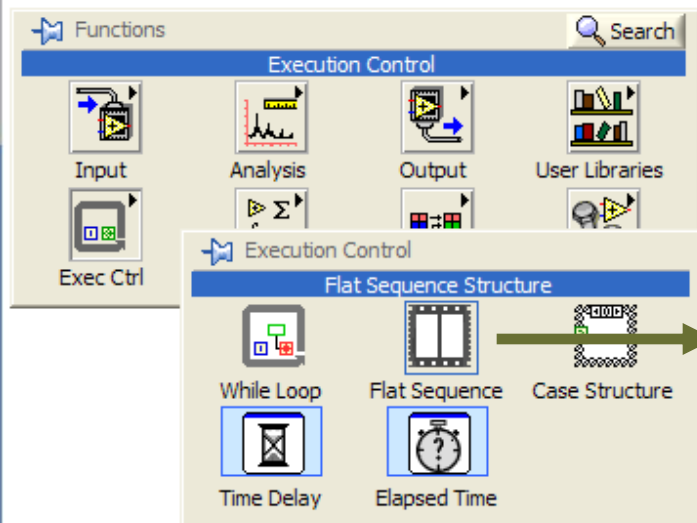 Functions
Search
Execution Control
Input
Analysis
Output
User Libraries
Exec Ctrl
Execution Control
Flat Sequence Structure
While Loop
Flat Sequence
Case Structure
Time Delay
Elapsed Time